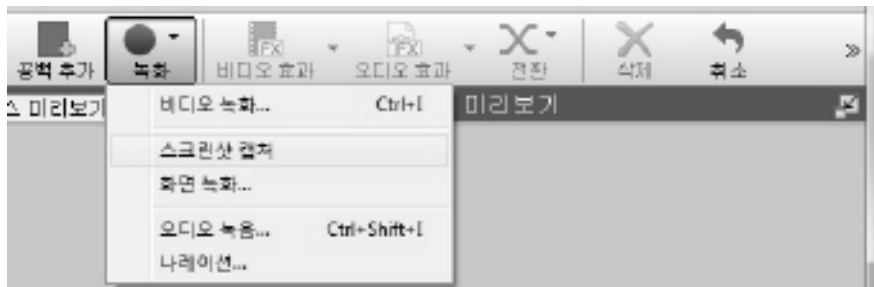 공백 추가 녹화 비디오 효과 오디오 효과 전환 삭제 취소 »
스 미리보기 미리보기
비디오 녹화... Ctrl+I
스크린샷 캡처
화면 녹화...
오디오 녹음... Ctrl+Shift+I
나레이션...